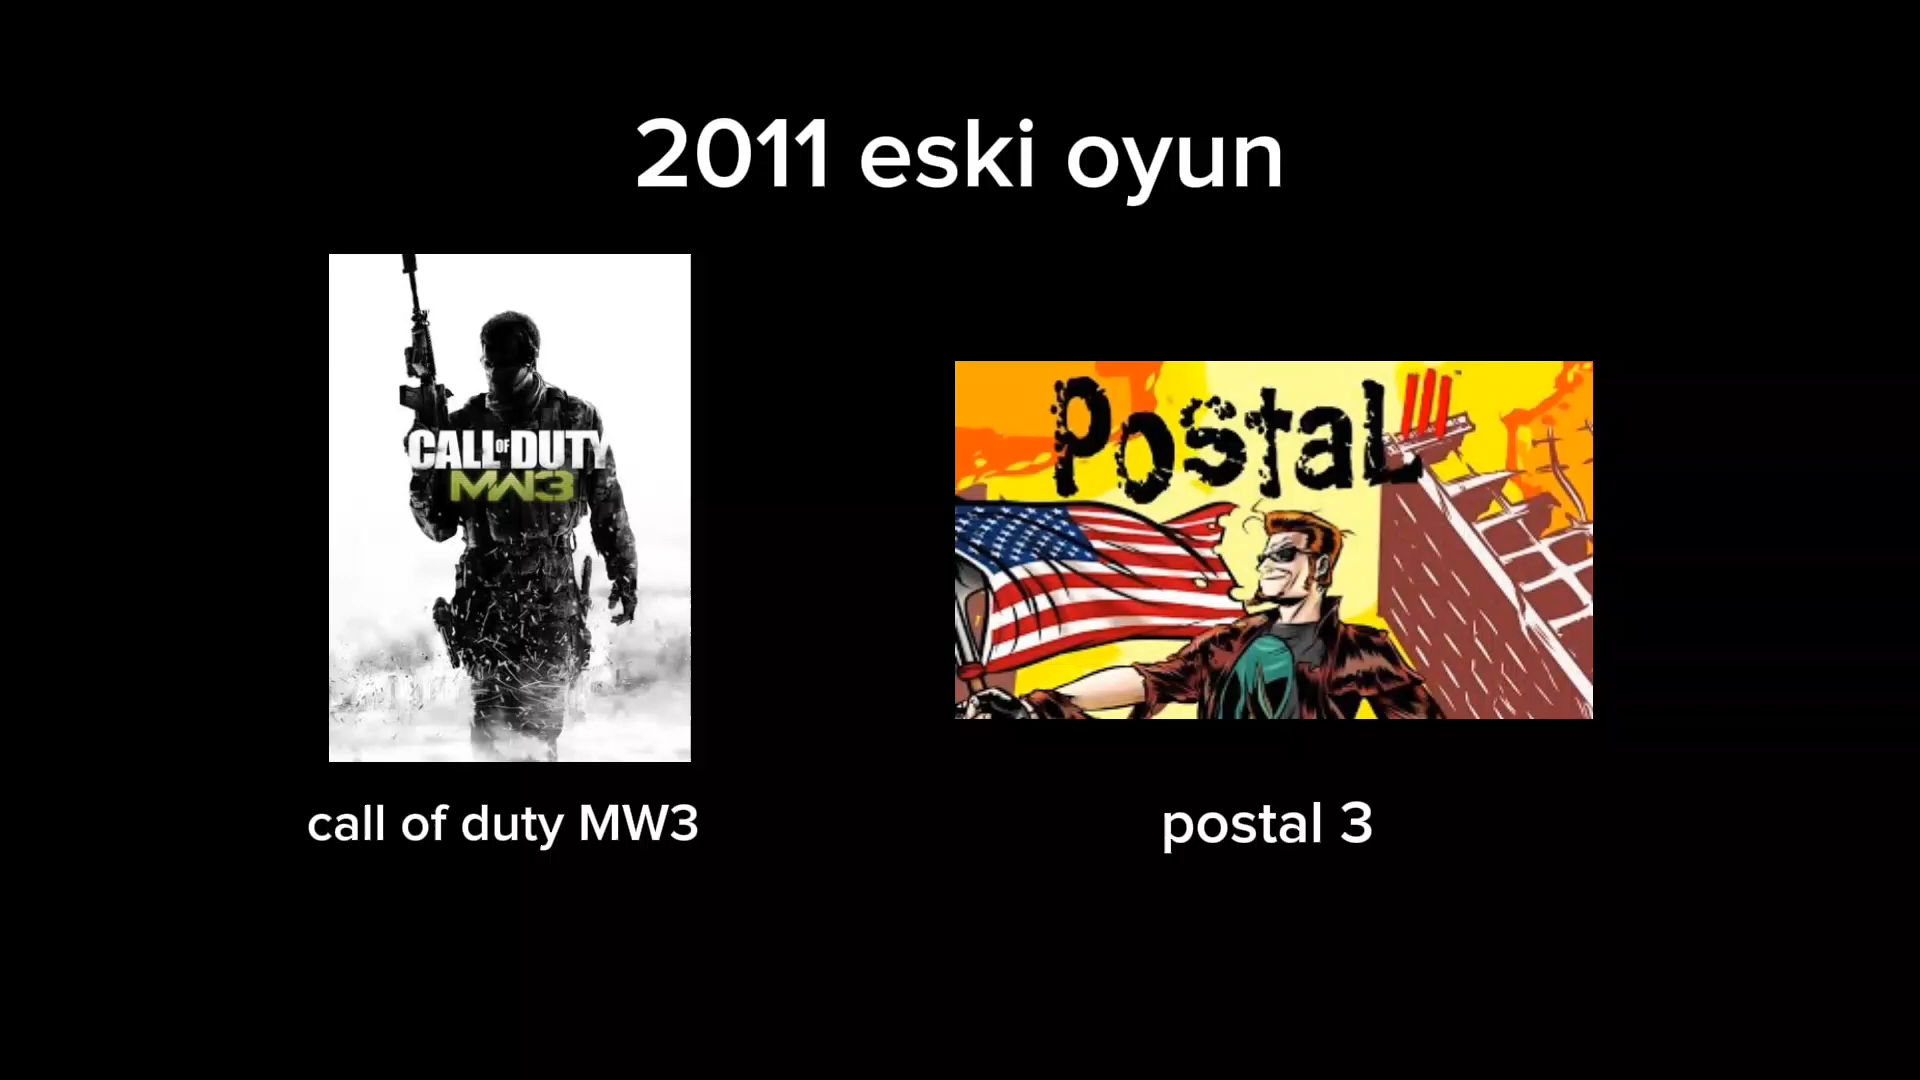 2011 eski oyun
CALL OF DUTY
MW3
PostaL III
call of duty MW3
postal 3